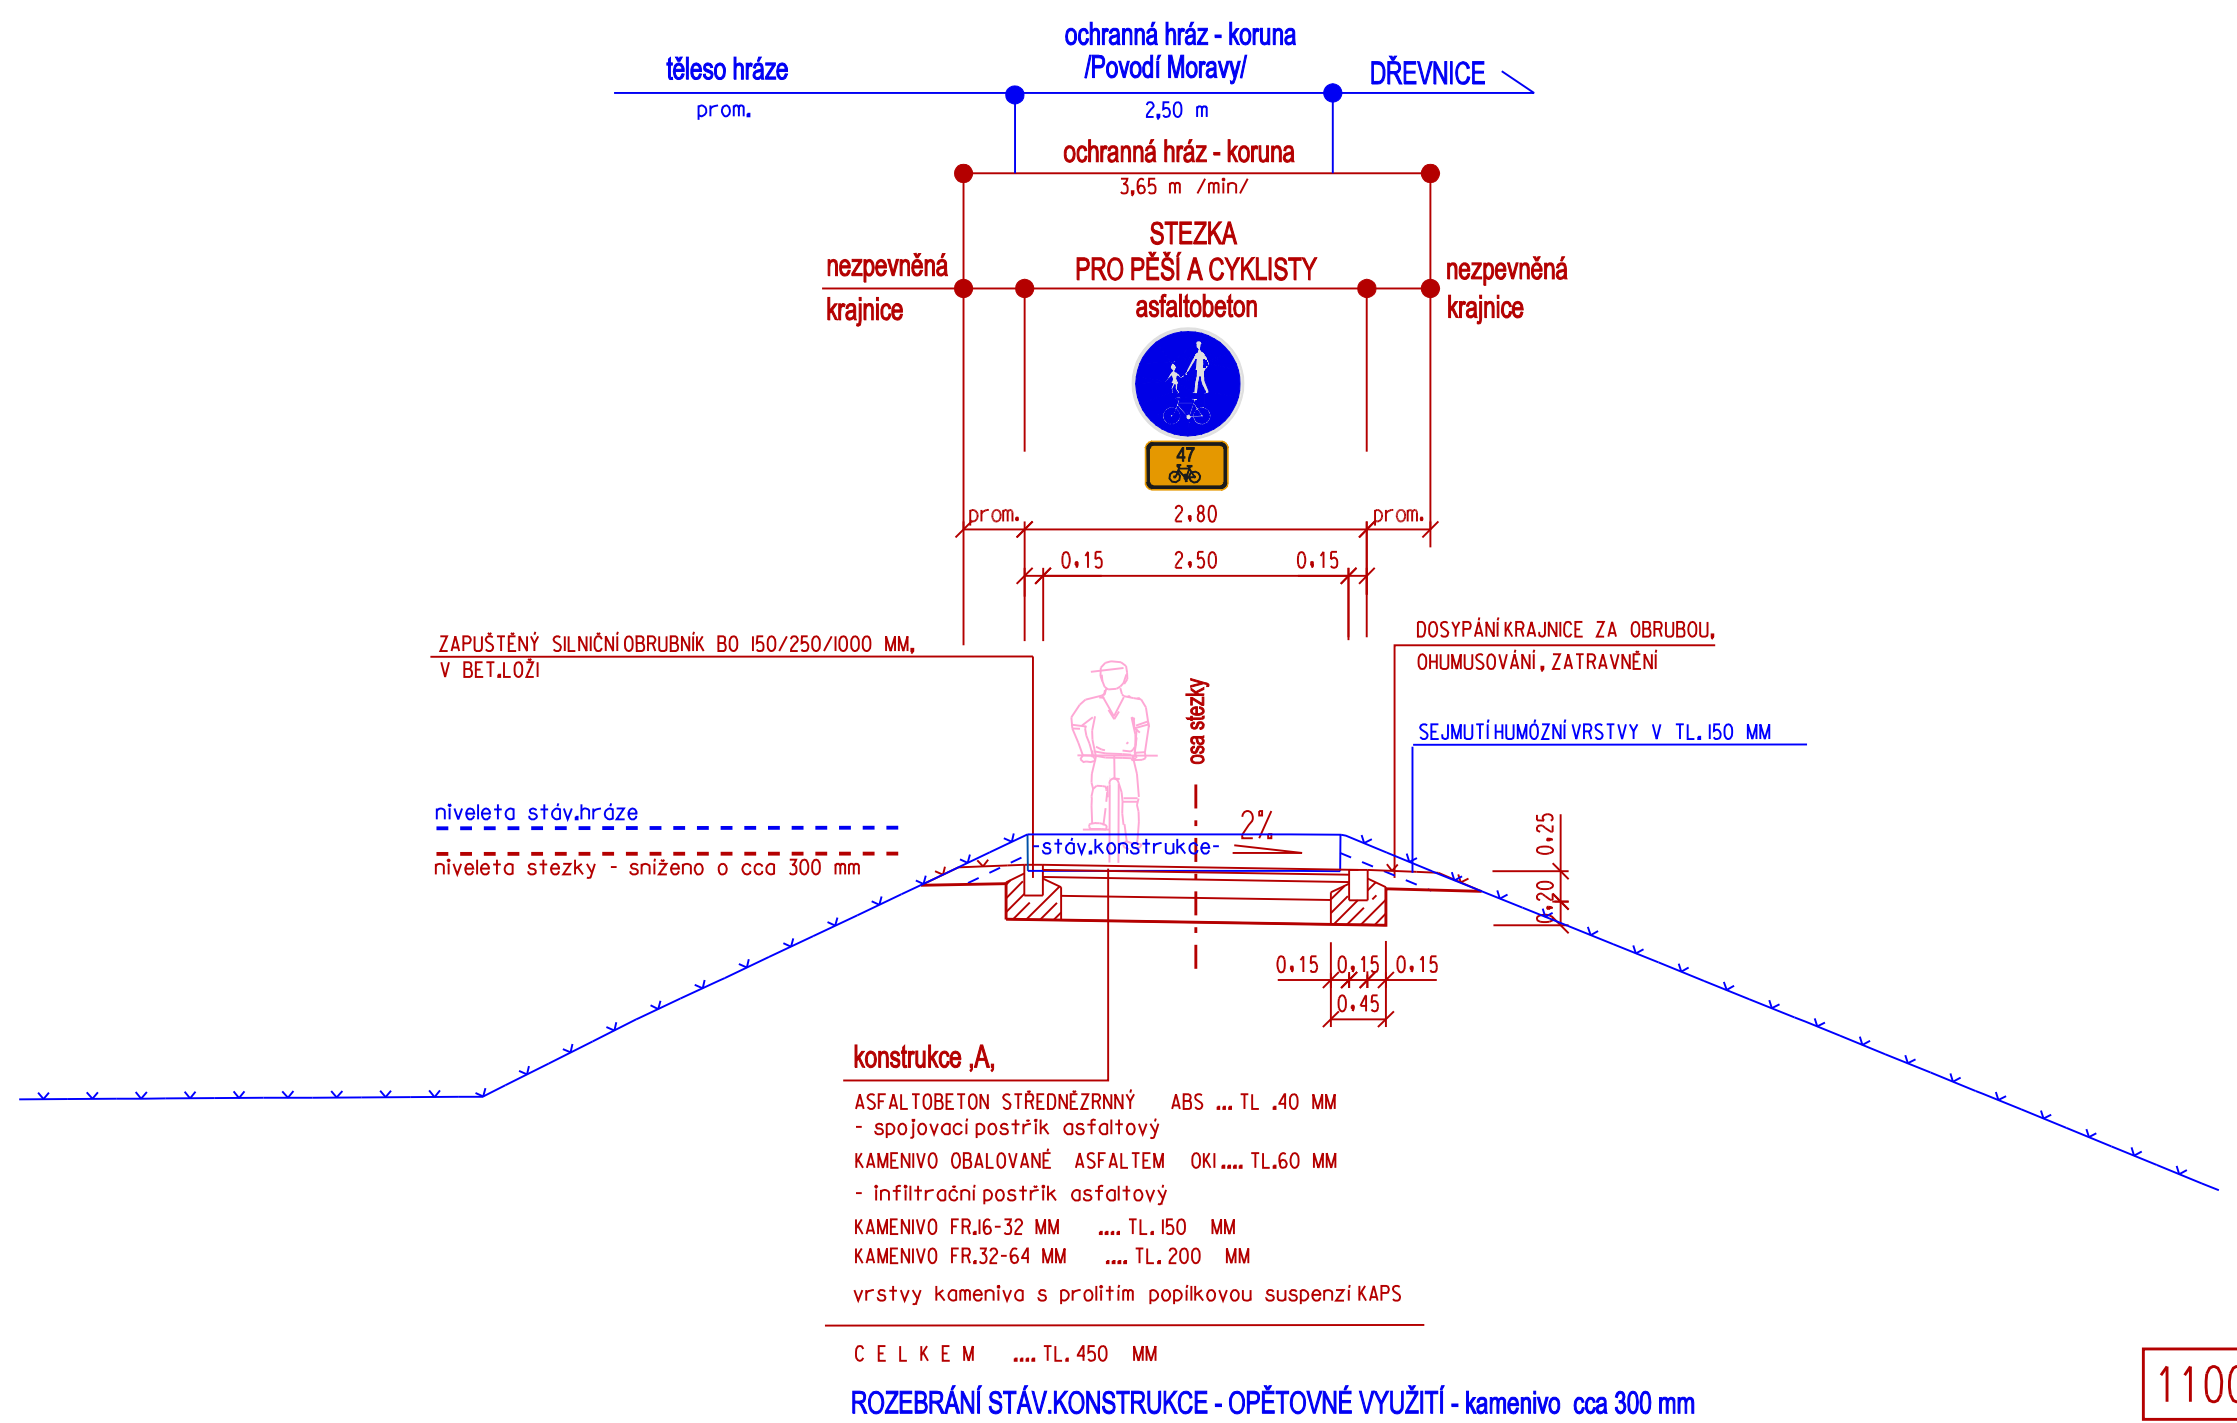 ochranná hráz - koruna
těleso hráze
/Povodí Moravy/
DŘEVNICE
prom.
2,50 m
ochranná hráz - koruna
3,65 m /min/
STEZKA
nezpevněná
PRO PĚŠÍ A CYKLISTY
nezpevněná
krajnice
asfaltobeton
krajnice
47
prom.
2.80
prom.
0.15
2.50
0.15
ZAPUŠTĚNÝ SILNIČNÍ OBRUBNÍK BO 150/250/1000 MM,
V BET.LOŽI
DOSYPÁNÍ KRAJNICE ZA OBRUBOU,
OHUMUSOVÁNÍ, ZATRAVNĚNÍ
osa stezky
SEJMUTÍ HUMÓZNÍ VRSTVY V TL.150 MM
niveleta stáv.hráze
2%
0.25
-stáv.konstrukce-
niveleta stezky - sníženo o cca 300 mm
0.20
0.15
0.15
0.15
0.45
konstrukce ,A,
ASFALTOBETON STŘEDNĚZRNNÝ ABS ... TL .40 MM
- spojovací postřik asfaltový
KAMENIVO OBALOVANÉ ASFALTEM OKI.... TL.60 MM
- infiltrační postřik asfaltový
KAMENIVO FR.16-32 MM .... TL.150 MM
KAMENIVO FR.32-64 MM .... TL.200 MM
vrstvy kameniva s prolitím popílkovou suspenzí KAPS
C E L K E M .... TL.450 MM
ROZEBRÁNÍ STÁV.KONSTRUKCE - OPĚTOVNÉ VYUŽITÍ - kamenivo cca 300 mm